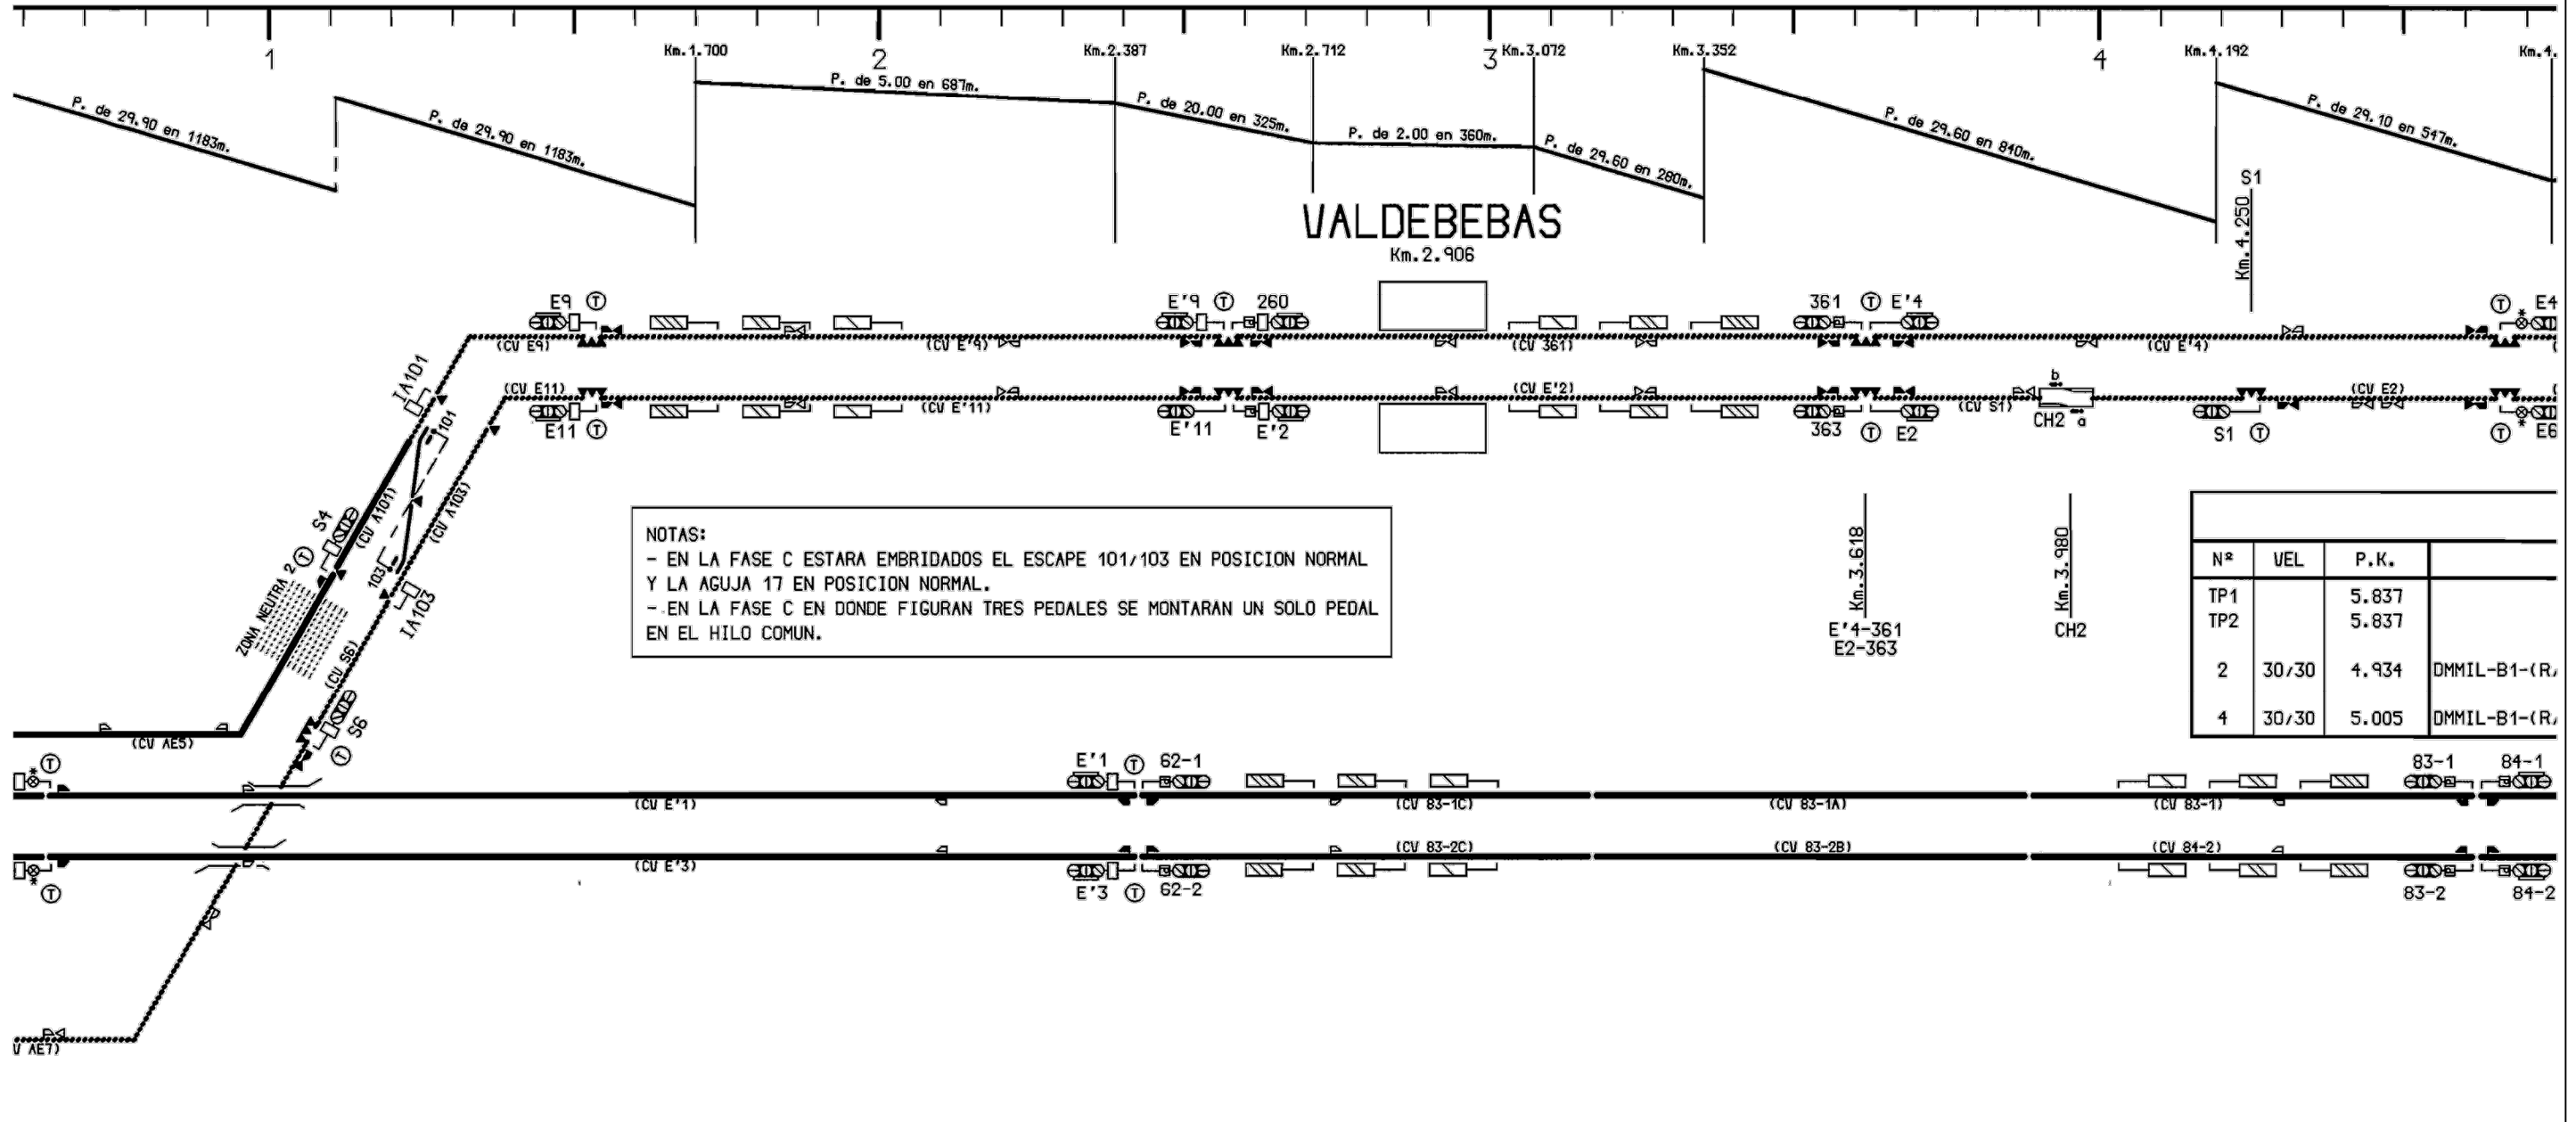 1
2
3
4
Km.1.700
Km.2.387
Km.2.712
Km.3.072
Km.3.352
Km.4.192
Km.4.
P. de 29.90 en 1183m.
P. de 29.90 en 1183m.
P. de 5.00 en 687m.
P. de 20.00 en 325m.
P. de 2.00 en 360m.
P. de 29.60 en 280m.
P. de 29.60 en 840m.
P. de 29.10 en 547m.
S1
Km.4.250
VALDEBEBAS
Km.2.906
E9 T
E'9 T 260
361 T E'4
T E4
(CV E9)
(CV E'9)
(CV 361)
(CV E'4)
IA101
(CV E11)
(CV E'11)
(CV E'2)
(CV S1)
b
(CV E2)
E11 T
E'11
E'2
363 T E2
CH2 a
S1 T
T E6
101
(CV A101)
(CV A103)
S4
T
103
IA103
ZONA NEUTRA 2
(CV S6)
S6
T
NOTAS:
- EN LA FASE C ESTARA EMBRIDADOS EL ESCAPE 101/103 EN POSICION NORMAL
Y LA AGUJA 17 EN POSICION NORMAL.
- EN LA FASE C EN DONDE FIGURAN TRES PEDALES SE MONTARAN UN SOLO PEDAL
EN EL HILO COMUN.
Km.3.618
E'4-361
E2-363
Km.3.980
CH2
Nº VEL P.K.
TP1 5.837
TP2 5.837
2 30/30 4.934 DMMIL-B1-(R
4 30/30 5.005 DMMIL-B1-(R
(CV AE5)
T
E'1 T 62-1
83-1 84-1
(CV E'1)
(CV 83-1C)
(CV 83-1A)
(CV 83-1)
(CV E'3)
(CV 83-2C)
(CV 83-2B)
(CV 84-2)
T
E'3 T 62-2
83-2 84-2
V AE7)